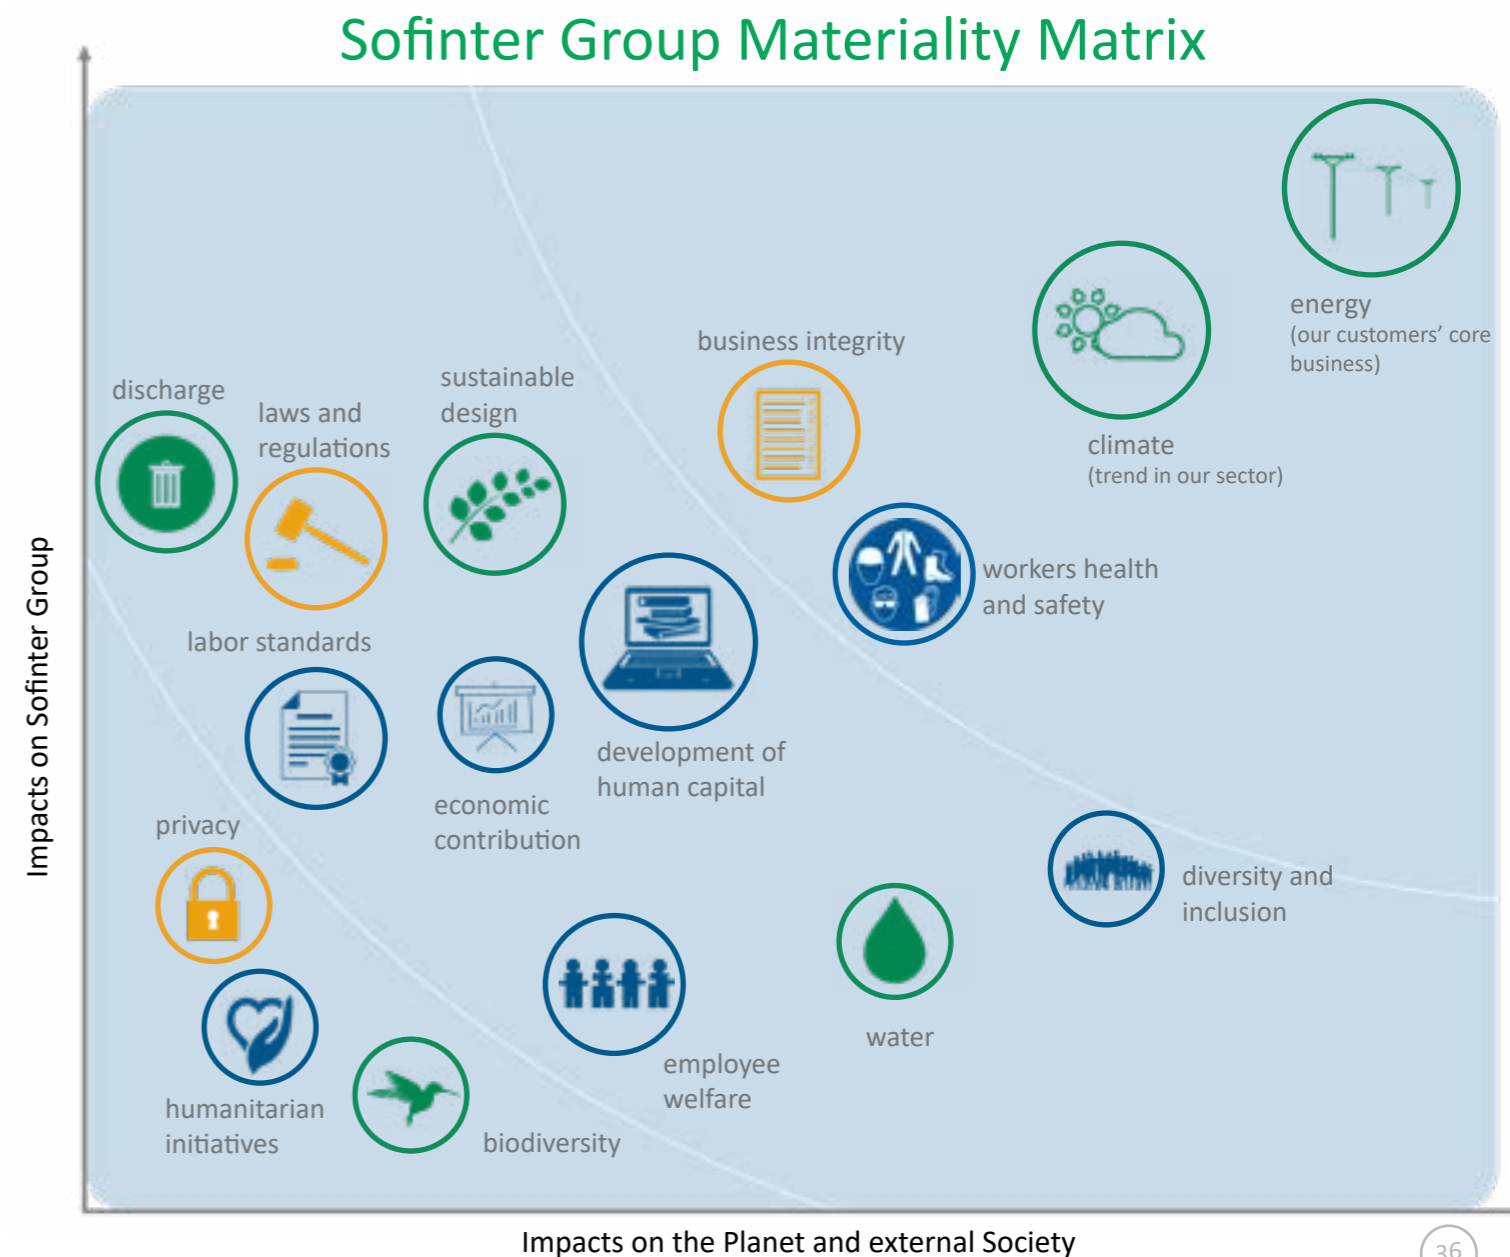 Sofinter Group Materiality Matrix
energy
(our customers' core
business)
business integrity
climate
(trend in our sector)
discharge
laws and
regulations
sustainable
design
workers health
and safety
labor standards
development of
human capital
economic
contribution
privacy
diversity and
inclusion
water
employee
welfare
humanitarian
initiatives
biodiversity
Impacts on Sofinter Group
Impacts on the Planet and external Society
36